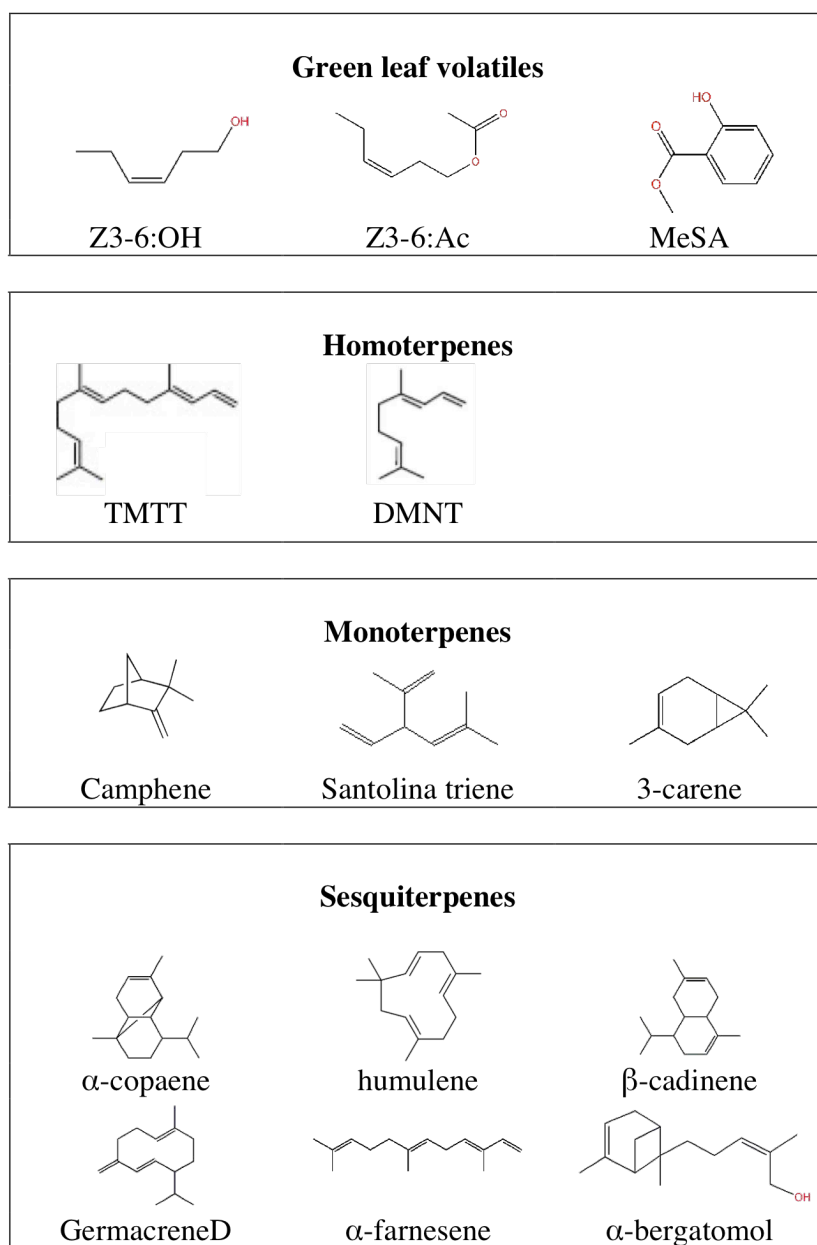 Green leaf volatiles
OH
O
O
HO
O
O
Z3-6:OH Z3-6:Ac MeSA
Homoterpenes
TMTT DMNT
Monoterpenes
Camphene Santolina triene 3-carene
Sesquiterpenes
α-copaene humulene β-cadinene
OH
GermacreneD α-farnesene α-bergatomol